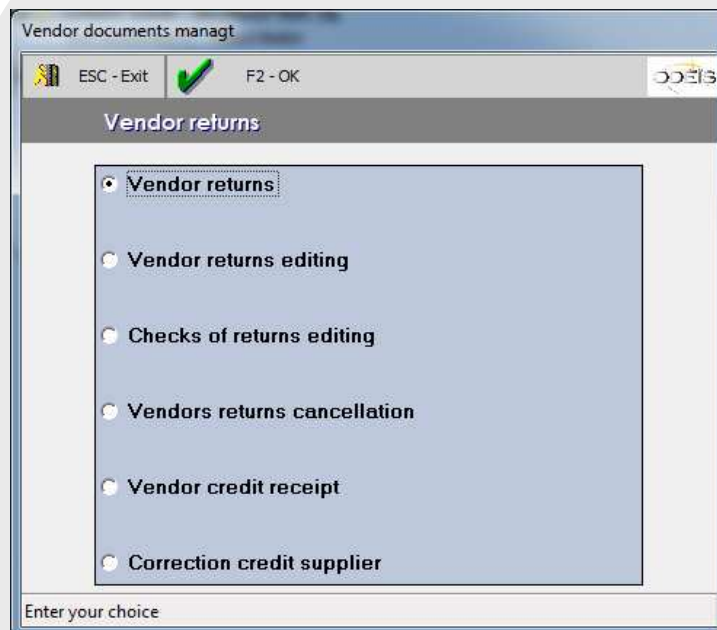 Vendor documents managt
ESC - Exit
F2 - OK
Vendor returns
Vendor returns
Vendor returns editing
Checks of returns editing
Vendors returns cancellation
Vendor credit receipt
Correction credit supplier
Enter your choice